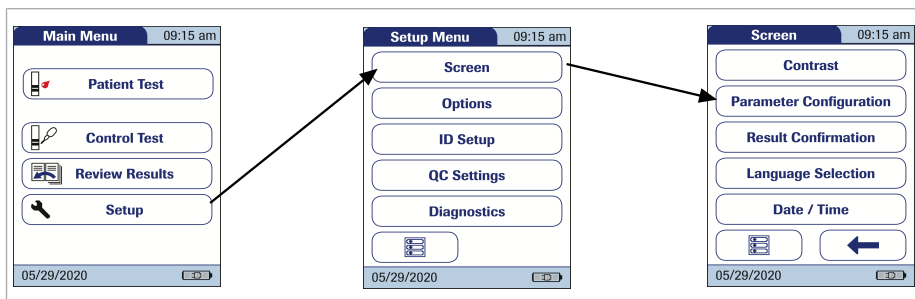 Main Menu 09:15 am
Patient Test
Control Test
Review Results
Setup
05/29/2020
Setup Menu 09:15 am
Screen
Options
ID Setup
QC Settings
Diagnostics
05/29/2020
Screen 09:15 am
Contrast
Parameter Configuration
Result Confirmation
Language Selection
Date / Time
05/29/2020